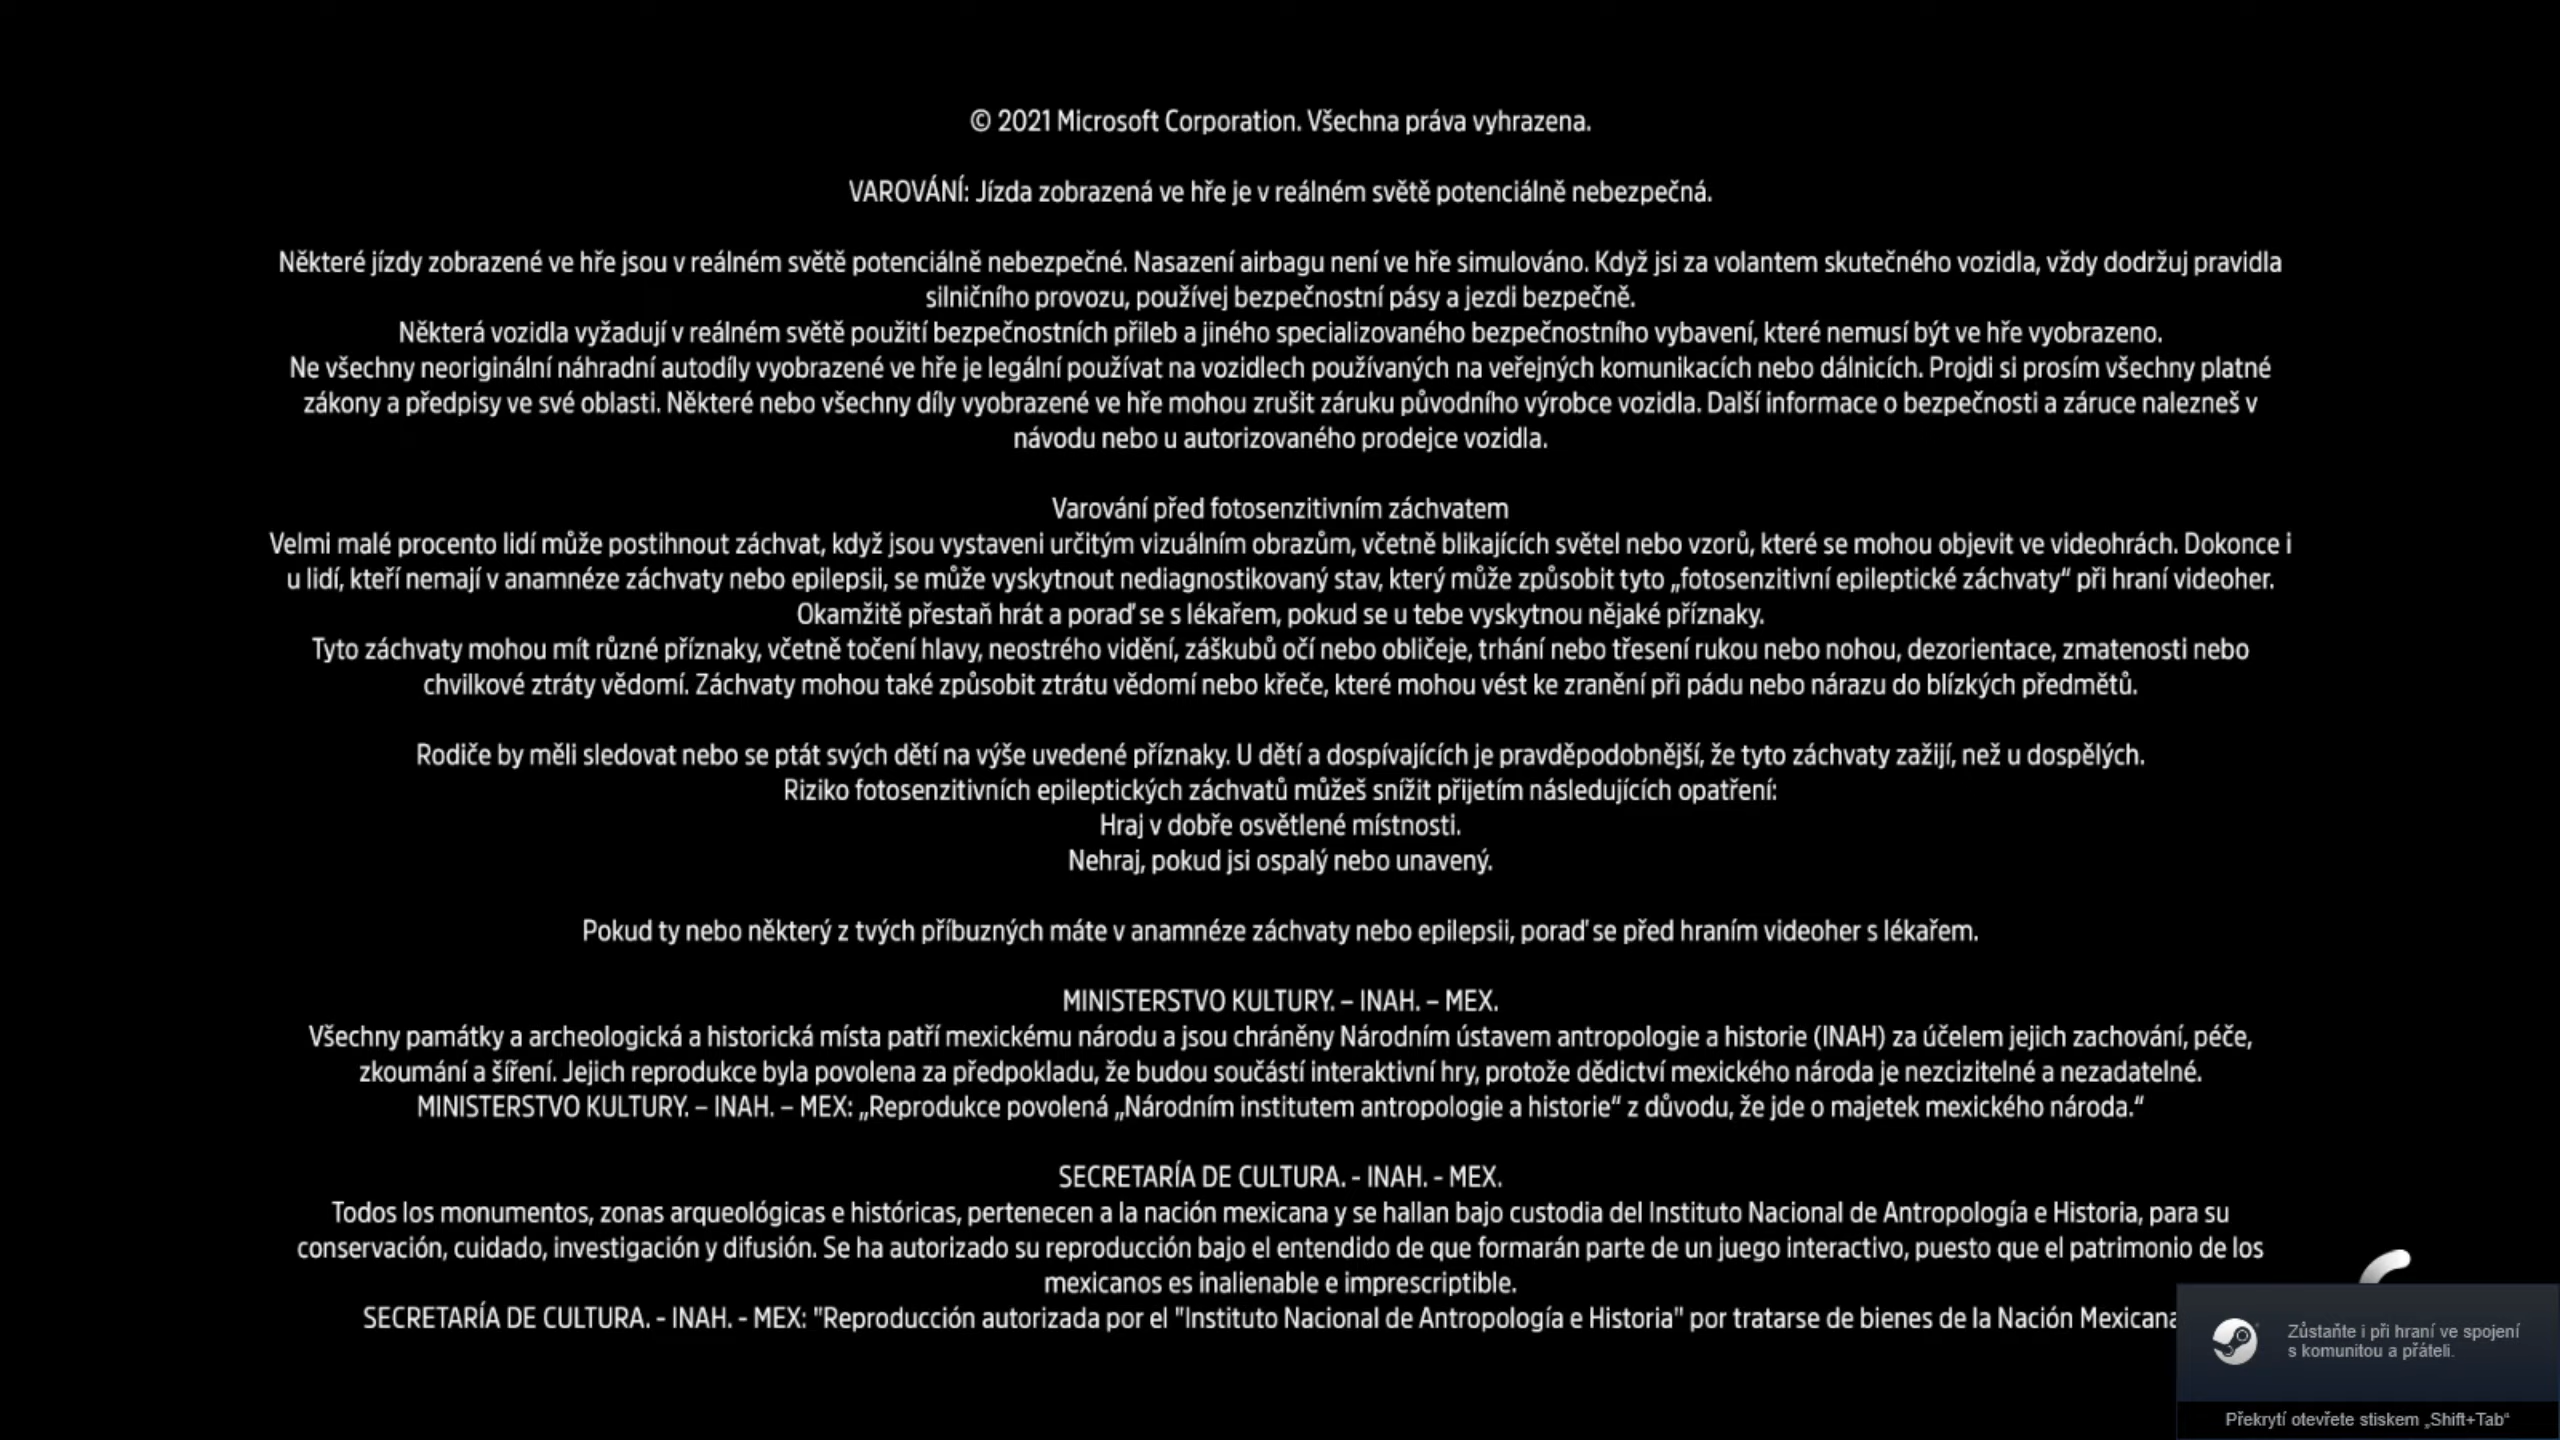 © 2021 Microsoft Corporation. Všechna práva vyhrazena.
VAROVÁNÍ: Jízda zobrazená ve hře je v reálném světě potenciálně nebezpečná.
Některé jízdy zobrazené ve hře jsou v reálném světě potenciálně nebezpečné. Nasazení airbagu není ve hře simulováno. Když jsi za volantem skutečného vozidla, vždy dodržuj pravidla
silničního provozu, používej bezpečnostní pásy a jezdi bezpečně.
Některá vozidla vyžadují v reálném světě použití bezpečnostních přileb a jiného specializovaného bezpečnostního vybavení, které nemusí být ve hře vyobrazeno.
Ne všechny neoriginální náhradní autodíly vyobrazené ve hře je legální používat na vozidlech používaných na veřejných komunikacích nebo dálnicích. Projdi si prosím všechny platné
zákony a předpisy ve své oblasti. Některé nebo všechny díly vyobrazené ve hře mohou zrušit záruku původního výrobce vozidla. Další informace o bezpečnosti a záruce nalezneš v
návodu nebo u autorizovaného prodejce vozidla.
Varování před fotosenzitivním záchvatem
Velmi malé procento lidí může postihnout záchvat, když jsou vystaveni určitým vizuálním obrazům, včetně blikajících světel nebo vzorů, které se mohou objevit ve videohrách. Dokonce i
u lidí, kteří nemají v anamnéze záchvaty nebo epilepsii, se může vyskytnout nediagnostikovaný stav, který může způsobit tyto „fotosenzitivní epileptické záchvaty“ při hraní videoher.
Okamžitě přestaň hrát a poraď se s lékařem, pokud se u tebe vyskytnou nějaké příznaky.
Tyto záchvaty mohou mít různé příznaky, včetně točení hlavy, neostrého vidění, záškubů očí nebo obličeje, trhání nebo třesení rukou nebo nohou, dezorientace, zmatenosti nebo
chvilkové ztráty vědomí. Záchvaty mohou také způsobit ztrátu vědomí nebo křeče, které mohou vést ke zranění při pádu nebo nárazu do blízkých předmětů.
Rodiče by měli sledovat nebo se ptát svých dětí na výše uvedené příznaky. U dětí a dospívajících je pravděpodobnější, že tyto záchvaty zažijí, než u dospělých.
Riziko fotosenzitivních epileptických záchvatů můžeš snížit přijetím následujících opatření:
Hraj v dobře osvětlené místnosti.
Nehraj, pokud jsi ospalý nebo unavený.
Pokud ty nebo některý z tvých příbuzných máte v anamnéze záchvaty nebo epilepsii, poraď se před hraním videoher s lékařem.
MINISTERSTVO KULTURY. – INAH. – MEX.
Všechny památky a archeologická a historická místa patří mexickému národu a jsou chráněny Národním ústavem antropologie a historie (INAH) za účelem jejich zachování, péče,
zkoumání a šíření. Jejich reprodukce byla povolena za předpokladu, že budou součástí interaktivní hry, protože dědictví mexického národa je nezcizitelné a nezadatelné.
MINISTERSTVO KULTURY. – INAH. – MEX: „Reprodukce povolená „Národním institutem antropologie a historie“ z důvodu, že jde o majetek mexického národa.“
SECRETARÍA DE CULTURA. - INAH. - MEX.
Todos los monumentos, zonas arqueológicas e históricas, pertenecen a la nación mexicana y se hallan bajo custodia del Instituto Nacional de Antropología e Historia, para su
conservación, cuidado, investigación y difusión. Se ha autorizado su reproducción bajo el entendido de que formarán parte de un juego interactivo, puesto que el patrimonio de los
mexicanos es inalienable e imprescriptible.
SECRETARÍA DE CULTURA. - INAH. - MEX: "Reproducción autorizada por el "Instituto Nacional de Antropología e Historia" por tratarse de bienes de la Nación Mexicana
Zůstaňte i při hraní ve spojení
s komunitou a přáteli.
Překrytí otevřete stiskem „Shift+Tab“